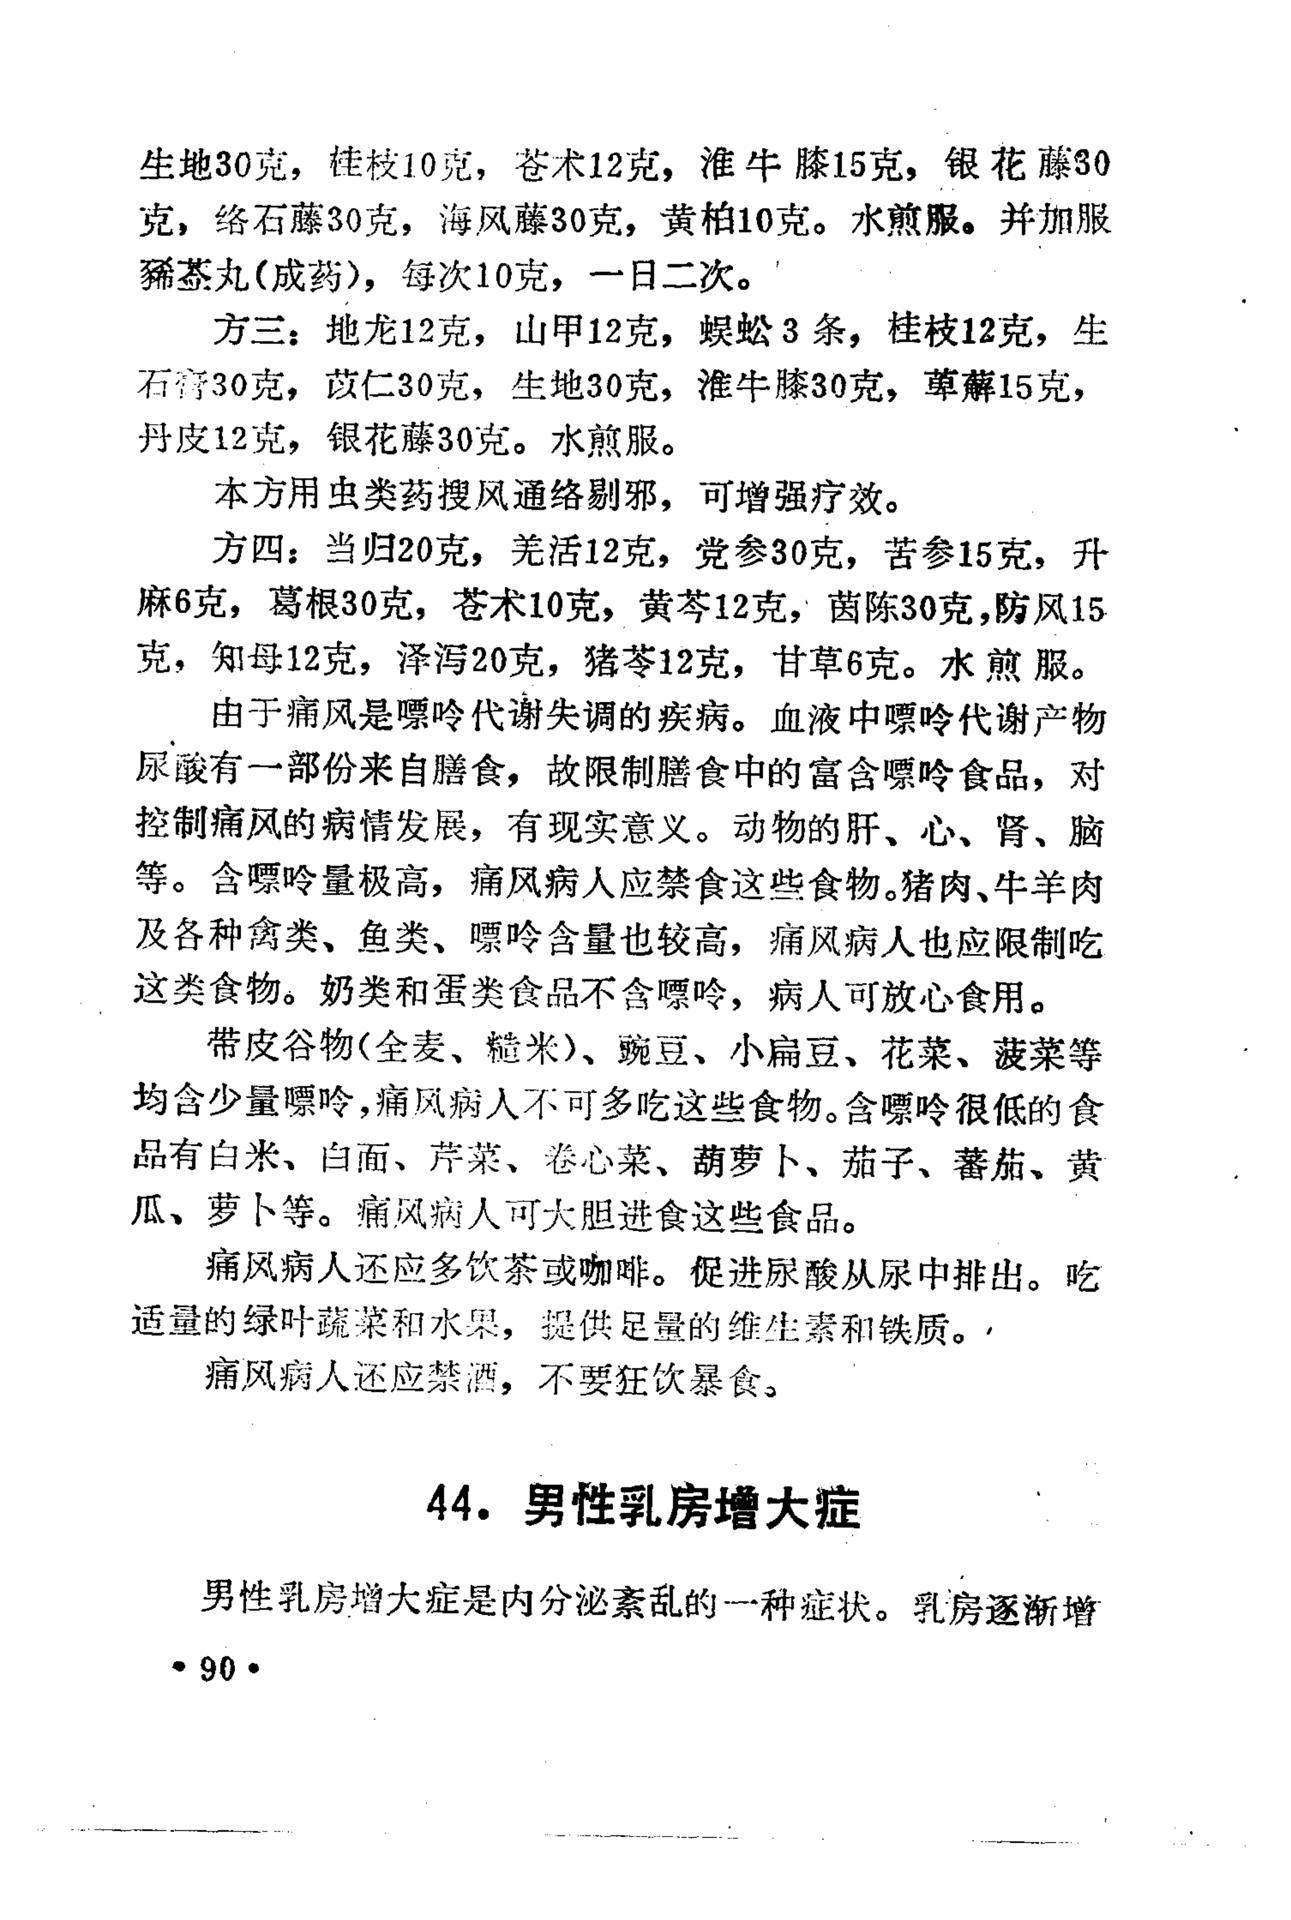 生地30克，桂枝10克，苍术12克，淮牛膝15克，银花藤30
克，络石藤30克，海风藤30克，黄柏10克。水煎服。并加服
豨莶丸(成药)，每次10克，一日二次。
方三：地龙12克，山甲12克，蜈蚣3条，桂枝12克，生
石膏30克，苡仁30克，生地30克，淮牛膝30克，萆薢15克，
丹皮12克，银花藤30克。水煎服。
本方用虫类药搜风通络剔邪，可增强疗效。
方四：当归20克，羌活12克，党参30克，苦参15克，升
麻6克，葛根30克，苍术10克，黄芩12克，茵陈30克，防风15
克，知母12克，泽泻20克，猪苓12克，甘草6克。水煎服。
由于痛风是嘌呤代谢失调的疾病。血液中嘌呤代谢产物
尿酸有一部份来自膳食，故限制膳食中的富含嘌呤食品，对
控制痛风的病情发展，有现实意义。动物的肝、心、肾、脑
等。含嘌呤量极高，痛风病人应禁食这些食物。猪肉、牛羊肉
及各种禽类、鱼类、嘌呤含量也较高，痛风病人也应限制吃
这类食物。奶类和蛋类食品不含嘌呤，病人可放心食用。
带皮谷物(全麦、糙米)、豌豆、小扁豆、花菜、菠菜等
均含少量嘌呤，痛风病人不可多吃这些食物。含嘌呤很低的食
品有白米、白面、芹菜、卷心菜、葫萝卜、茄子、蕃茄、黄
瓜、萝卜等。痛风病人可大胆进食这些食品。
痛风病人还应多饮茶或咖啡。促进尿酸从尿中排出。吃
适量的绿叶蔬菜和水果，提供足量的维生素和铁质。
痛风病人还应禁酒，不要狂饮暴食。
44．男性乳房增大症
男性乳房增大症是内分泌紊乱的一种症状。乳房逐渐增
•90•